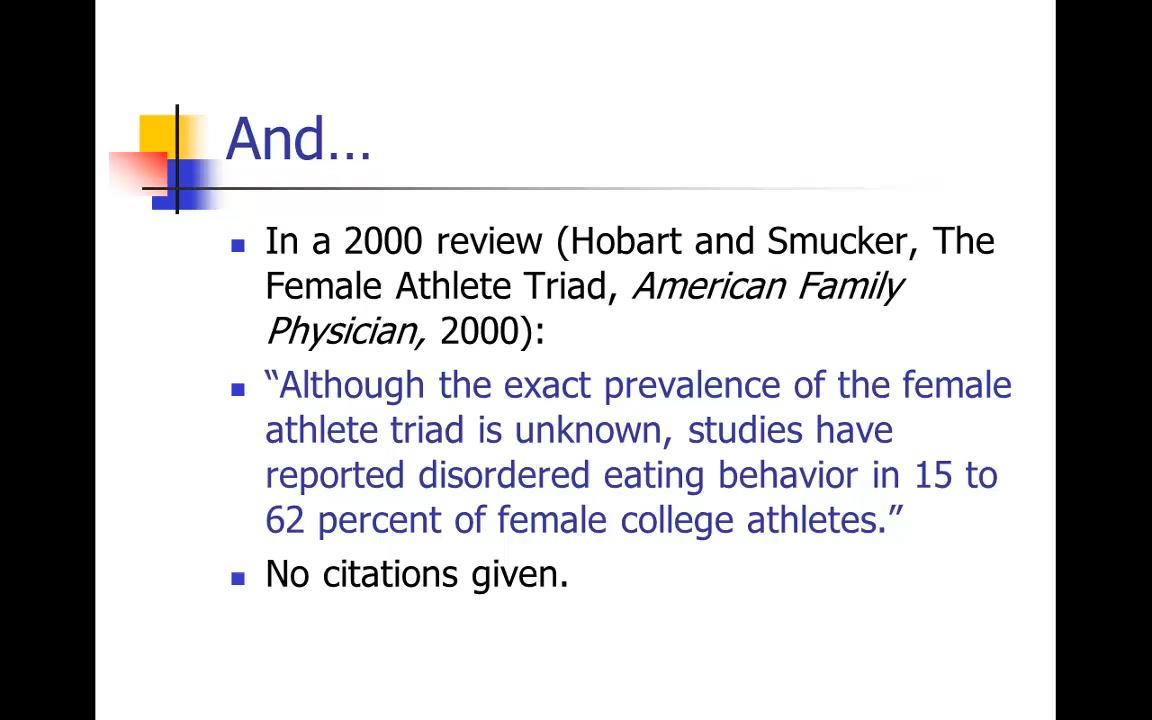 And...
In a 2000 review (Hobart and Smucker, The
Female Athlete Triad, American Family
Physician, 2000):
“Although the exact prevalence of the female
athlete triad is unknown, studies have
reported disordered eating behavior in 15 to
62 percent of female college athletes.”
No citations given.